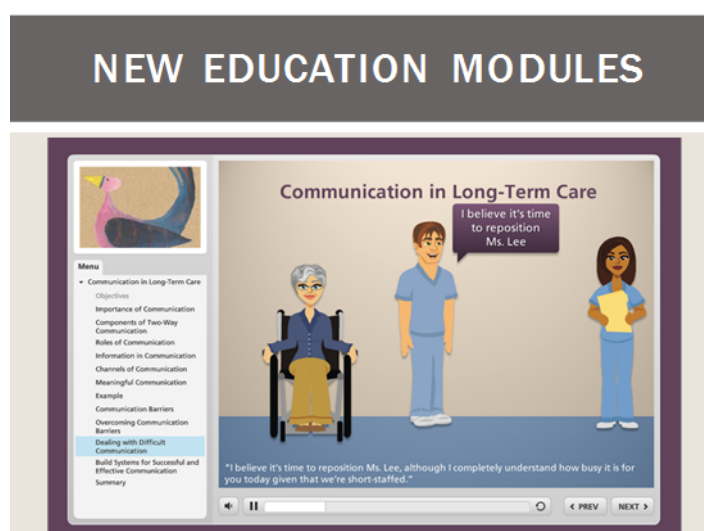 NEW EDUCATION MODULES
Menu
Communication in Long-Term Care
Objectives
Importance of Communication
Components of Two-Way
Communication
Roles of Communication
Information in Communication
Channels of Communication
Meaningful Communication
Example
Communication Barriers
Overcoming Communication
Barriers
Dealing with Difficult
Communication
Build Systems for Successful and
Effective Communication
Summary
Communication in Long-Term Care
I believe it's time
to reposition
Ms. Lee
"I believe it's time to reposition Ms. Lee, although I completely understand how busy it is for
you today given that we're short-staffed."
< PREV
NEXT >